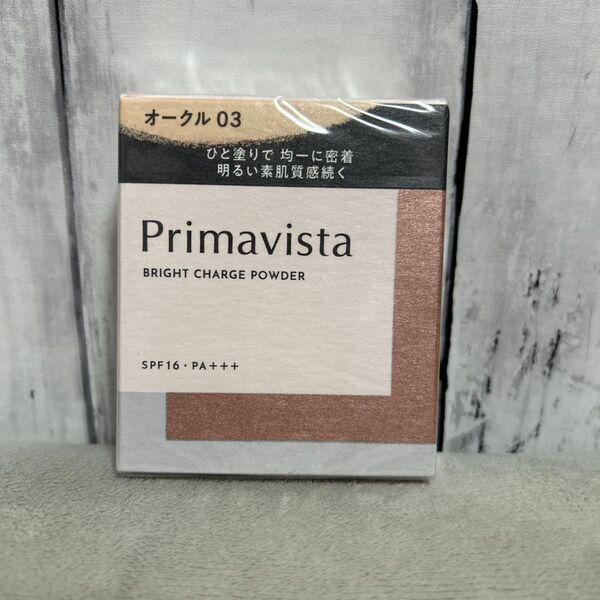 オークル 03
ひと塗りで 均一に密着
明るい素肌質感続く
Primavista
BRIGHT CHARGE POWDER
SPF16・PA+++